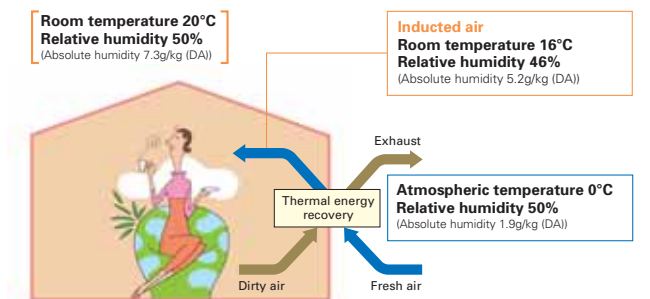 Room temperature 20°C
Relative humidity 50%
(Absolute humidity 7.3g/kg (DA))
Inducted air
Room temperature 16°C
Relative humidity 46%
(Absolute humidity 5.2g/kg (DA))
Exhaust
Thermal energy
recovery
Atmospheric temperature 0°C
Relative humidity 50%
(Absolute humidity 1.9g/kg (DA))
Dirty air
Fresh air